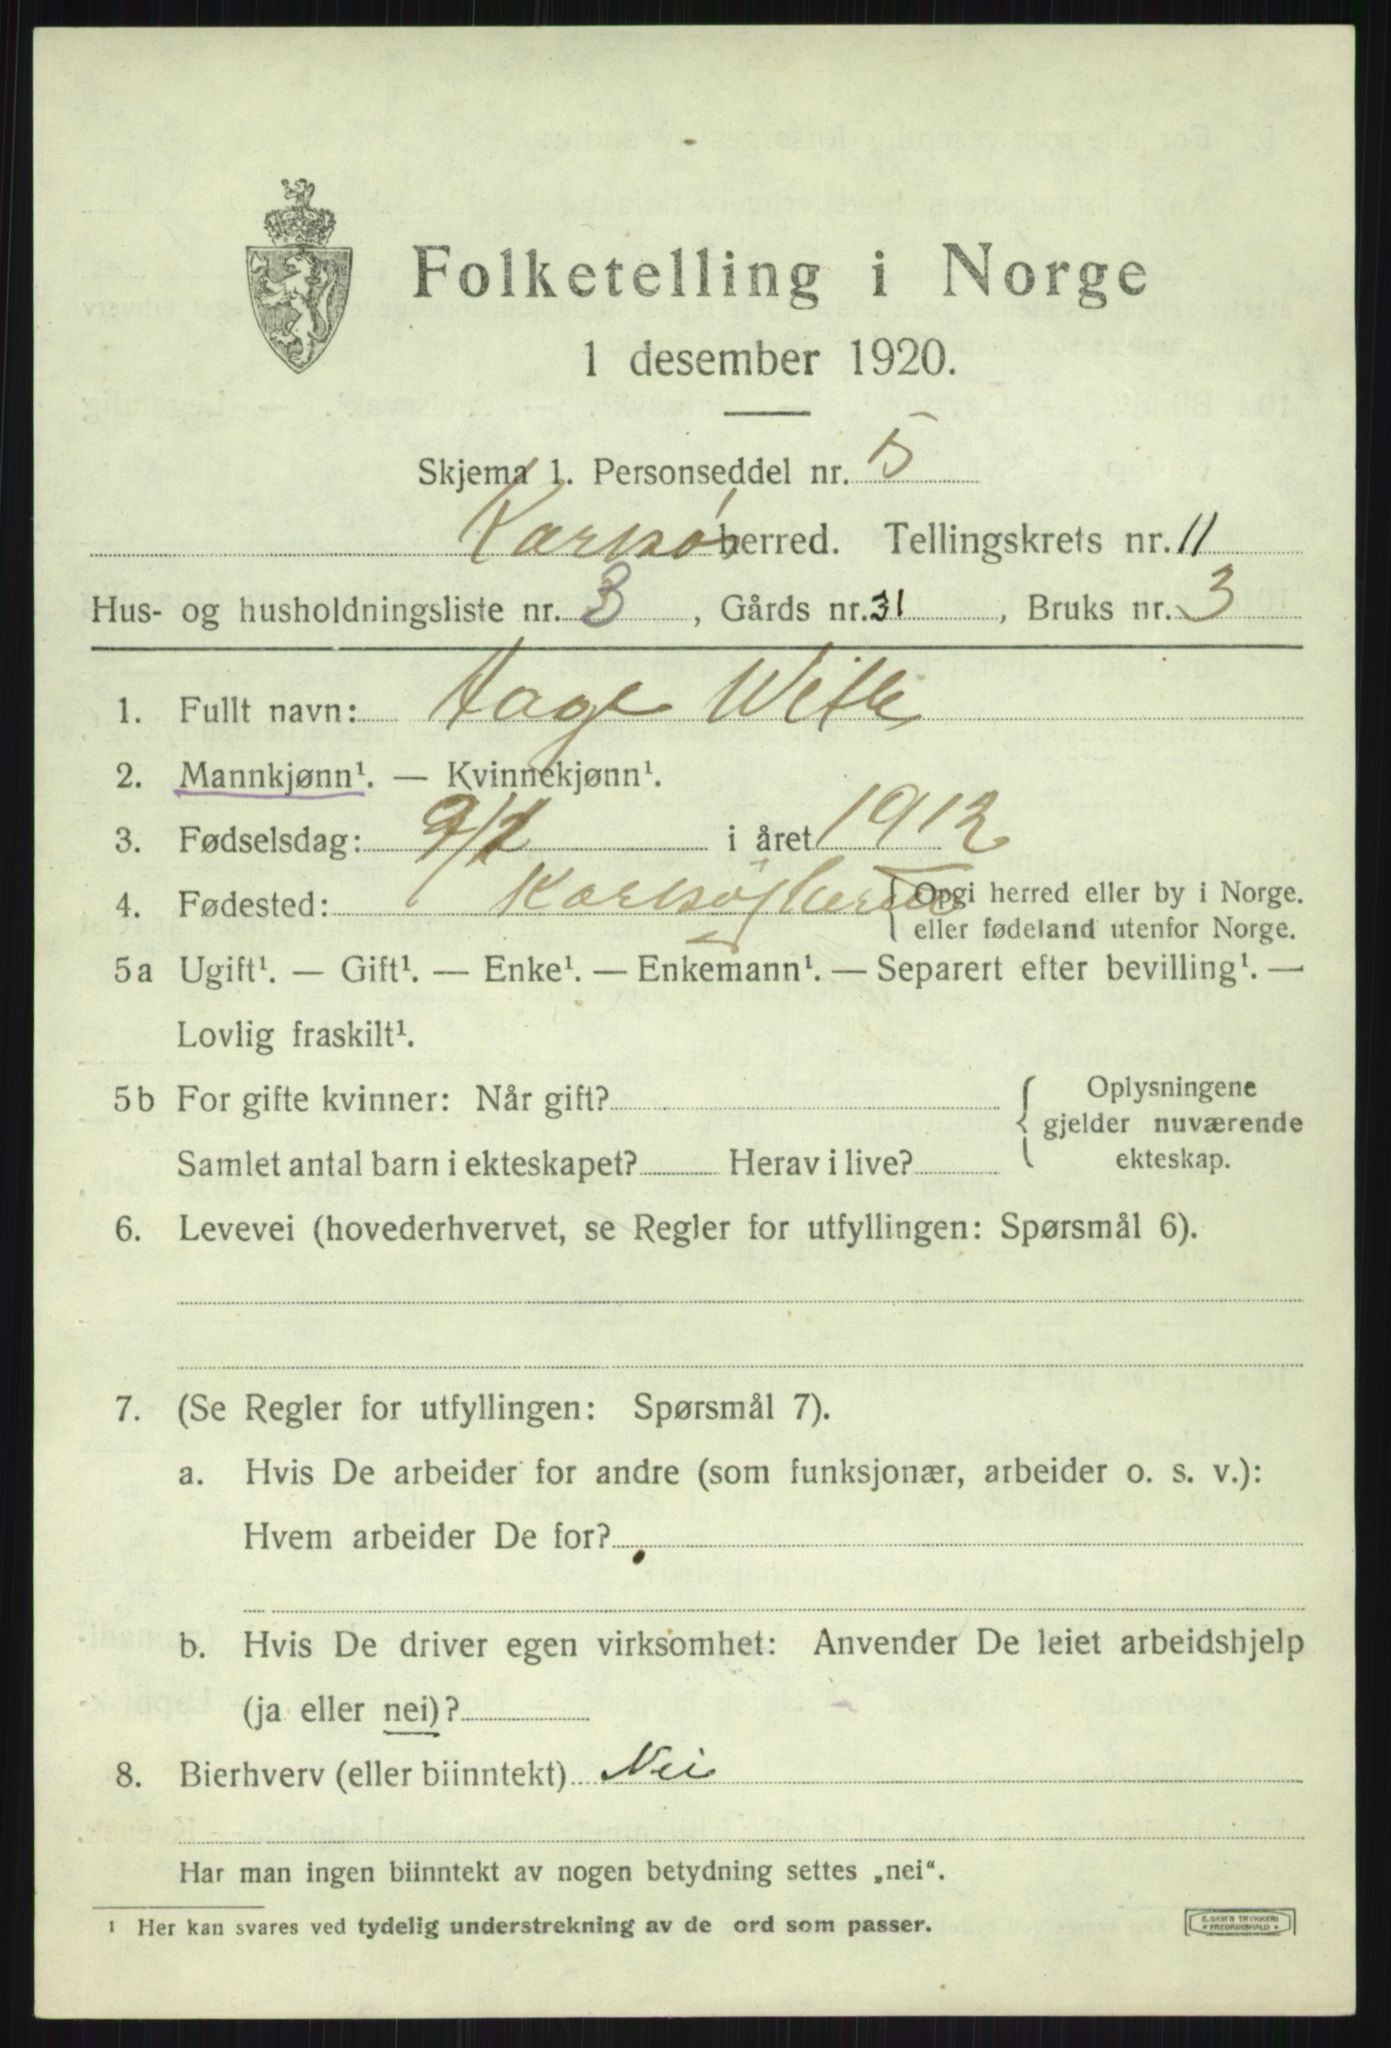 Folketelling i Norge
1 desember 1920.
Skjema 1. Personseddel nr. 5
Karlsø herred. Tellingskrets nr. 11
Hus- og husholdningsliste nr. 3, Gårds nr. 31, Bruks nr. 3
1. Fullt navn: Aage
2. Mannkjønn¹. — Kvinnekjønn¹.
3. Fødselsdag: 9/1 i året 1912
4. Fødested: Karlsø herred { Opgi herred eller by i Norge.
eller fødeland utenfor Norge.
5a Ugift¹. — Gift¹. — Enke¹. — Enkemann¹. — Separert efter bevilling¹. —
Lovlig fraskilt¹.
5b For gifte kvinner: Når gift? { Oplysningene
gjelder nuværende
Samlet antal barn i ekteskapet? Herav i live? ekteskap.
6. Levevei (hovederhvervet, se Regler for utfyllingen: Spørsmål 6).
7. (Se Regler for utfyllingen: Spørsmål 7).
a. Hvis De arbeider for andre (som funksjonær, arbeider o. s. v.):
Hvem arbeider De for?
b. Hvis De driver egen virksomhet: Anvender De leiet arbeidshjelp
(ja eller nei)?
8. Bierhverv (eller biinntekt) Nei
Har man ingen biinntekt av nogen betydning settes „nei“.
¹ Her kan svares ved tydelig understrekning av de ord som passer.